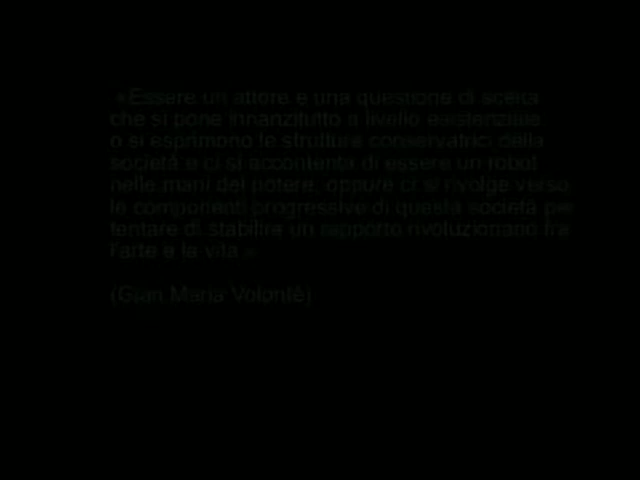 «Essere un attore è una questione di scelta
che si pone innanzitutto a livello esistenziale:
o si esprimono le strutture conservatrici della
società e ci si accontenta di essere un robot
nelle mani del potere, oppure ci si rivolge verso
le componenti progressive di questa società per
tentare di stabilire un rapporto rivoluzionario fra
l'arte e la vita.»
(Gian Maria Volontè)